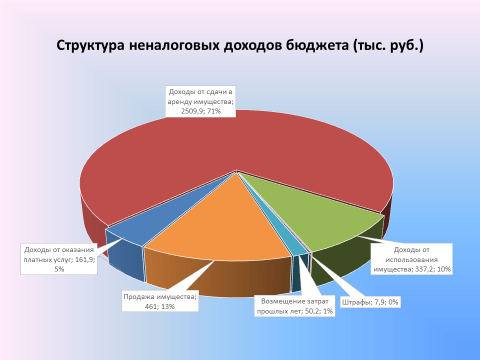 Структура неналоговых доходов бюджета (тыс. руб.)
Доходы от сдачи в
аренду имущества;
2509,9; 71%
Доходы от оказания
платных услуг; 161,9;
5%
Продажа имущества;
461; 13%
Возмещение затрат
прошлых лет; 50,2; 1%
Штрафы; 7,9; 0%
Доходы от
использования
имущества; 337,2; 10%